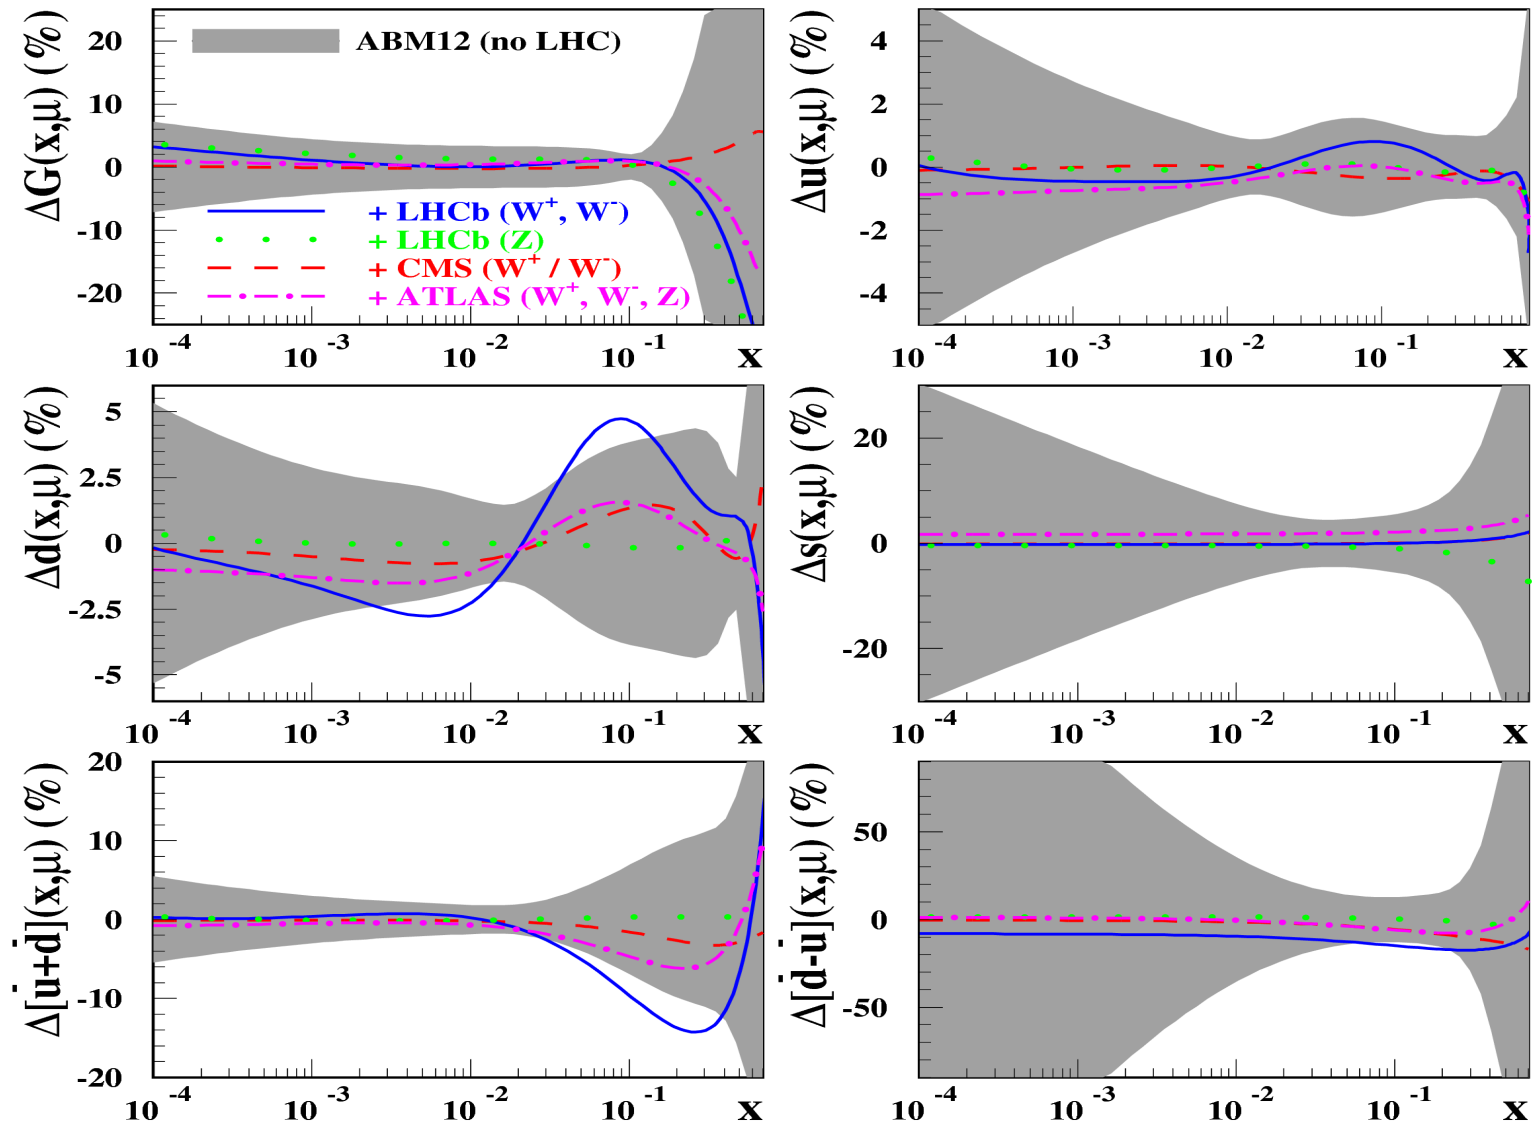 ΔG(x,μ) (%)
20
10
0
-10
-20
ABM12 (no LHC)
+ LHCb (W⁺, W⁻)
+ LHCb (Z)
+ CMS (W⁺ / W⁻)
+ ATLAS (W⁺, W⁻, Z)
10⁻⁴ 10⁻³ 10⁻² 10⁻¹ x
Δu(x,μ) (%)
4
2
0
-2
-4
10⁻⁴ 10⁻³ 10⁻² 10⁻¹ x
Δd(x,μ) (%)
5
2.5
0
-2.5
-5
10⁻⁴ 10⁻³ 10⁻² 10⁻¹ x
Δs(x,μ) (%)
20
0
-20
10⁻⁴ 10⁻³ 10⁻² 10⁻¹ x
Δ[u̅+d̅](x,μ) (%)
20
10
0
-10
-20
10⁻⁴ 10⁻³ 10⁻² 10⁻¹ x
Δ[d̅-u̅](x,μ) (%)
50
0
-50
10⁻⁴ 10⁻³ 10⁻² 10⁻¹ x